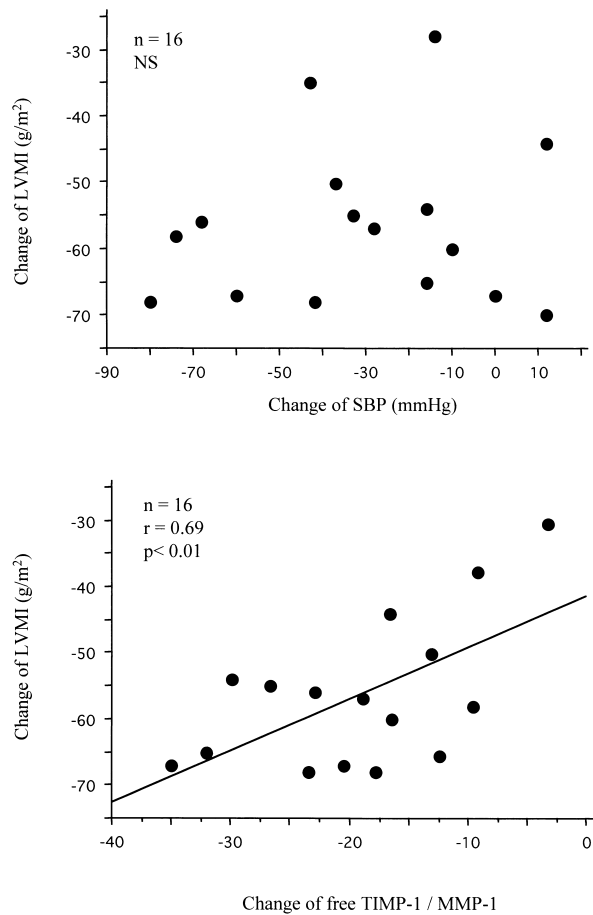 n = 16
NS
-30
-40
-50
-60
-70
Change of LVMI (g/m²)
-90 -70 -50 -30 -10 0 10
Change of SBP (mmHg)
n = 16
r = 0.69
p< 0.01
-30
-40
-50
-60
-70
Change of LVMI (g/m²)
-40 -30 -20 -10 0
Change of free TIMP-1 / MMP-1